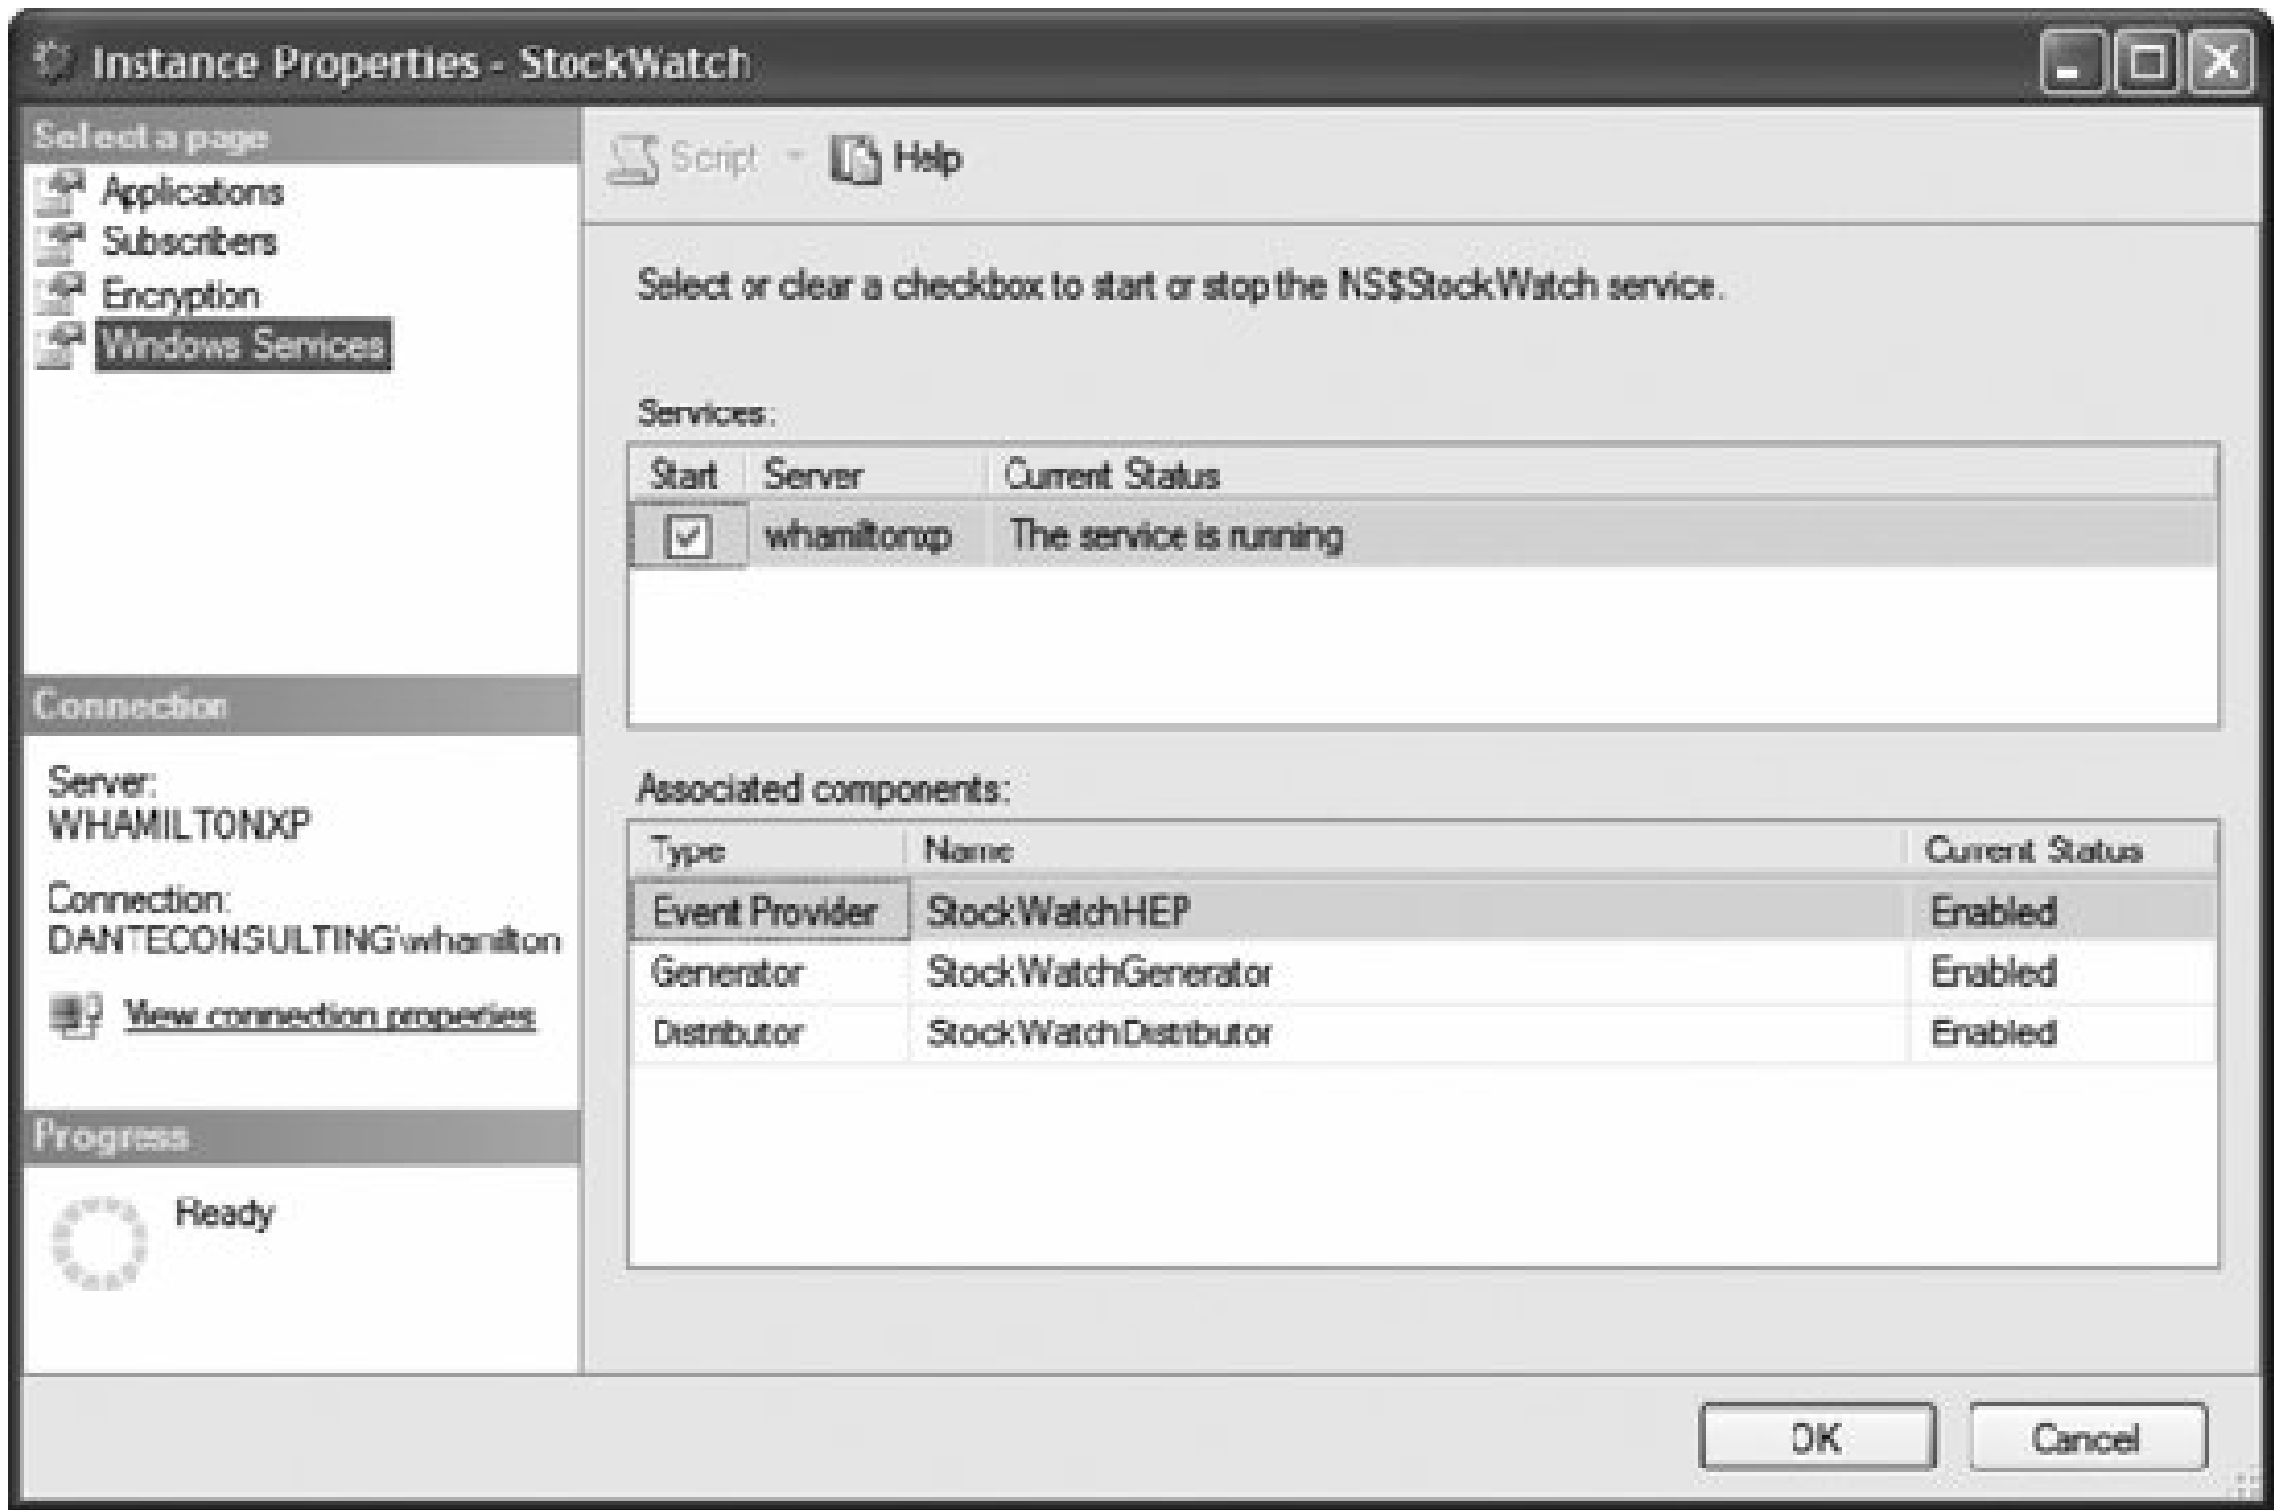 Instance Properties - StockWatch
Select a page
Applications
Subscribers
Encryption
Windows Services
Script
Help
Select or clear a checkbox to start or stop the NS$StockWatch service.
Services:
Start Server Current Status
whamiltonxp The service is running
Associated components:
Type Name Current Status
Event Provider StockWatchHEP Enabled
Generator StockWatchGenerator Enabled
Distributor StockWatchDistributor Enabled
Connection
Server:
WHAMILTONXP
Connection:
DANTECONSULTING\whamilton
View connection properties
Progress
Ready
OK Cancel